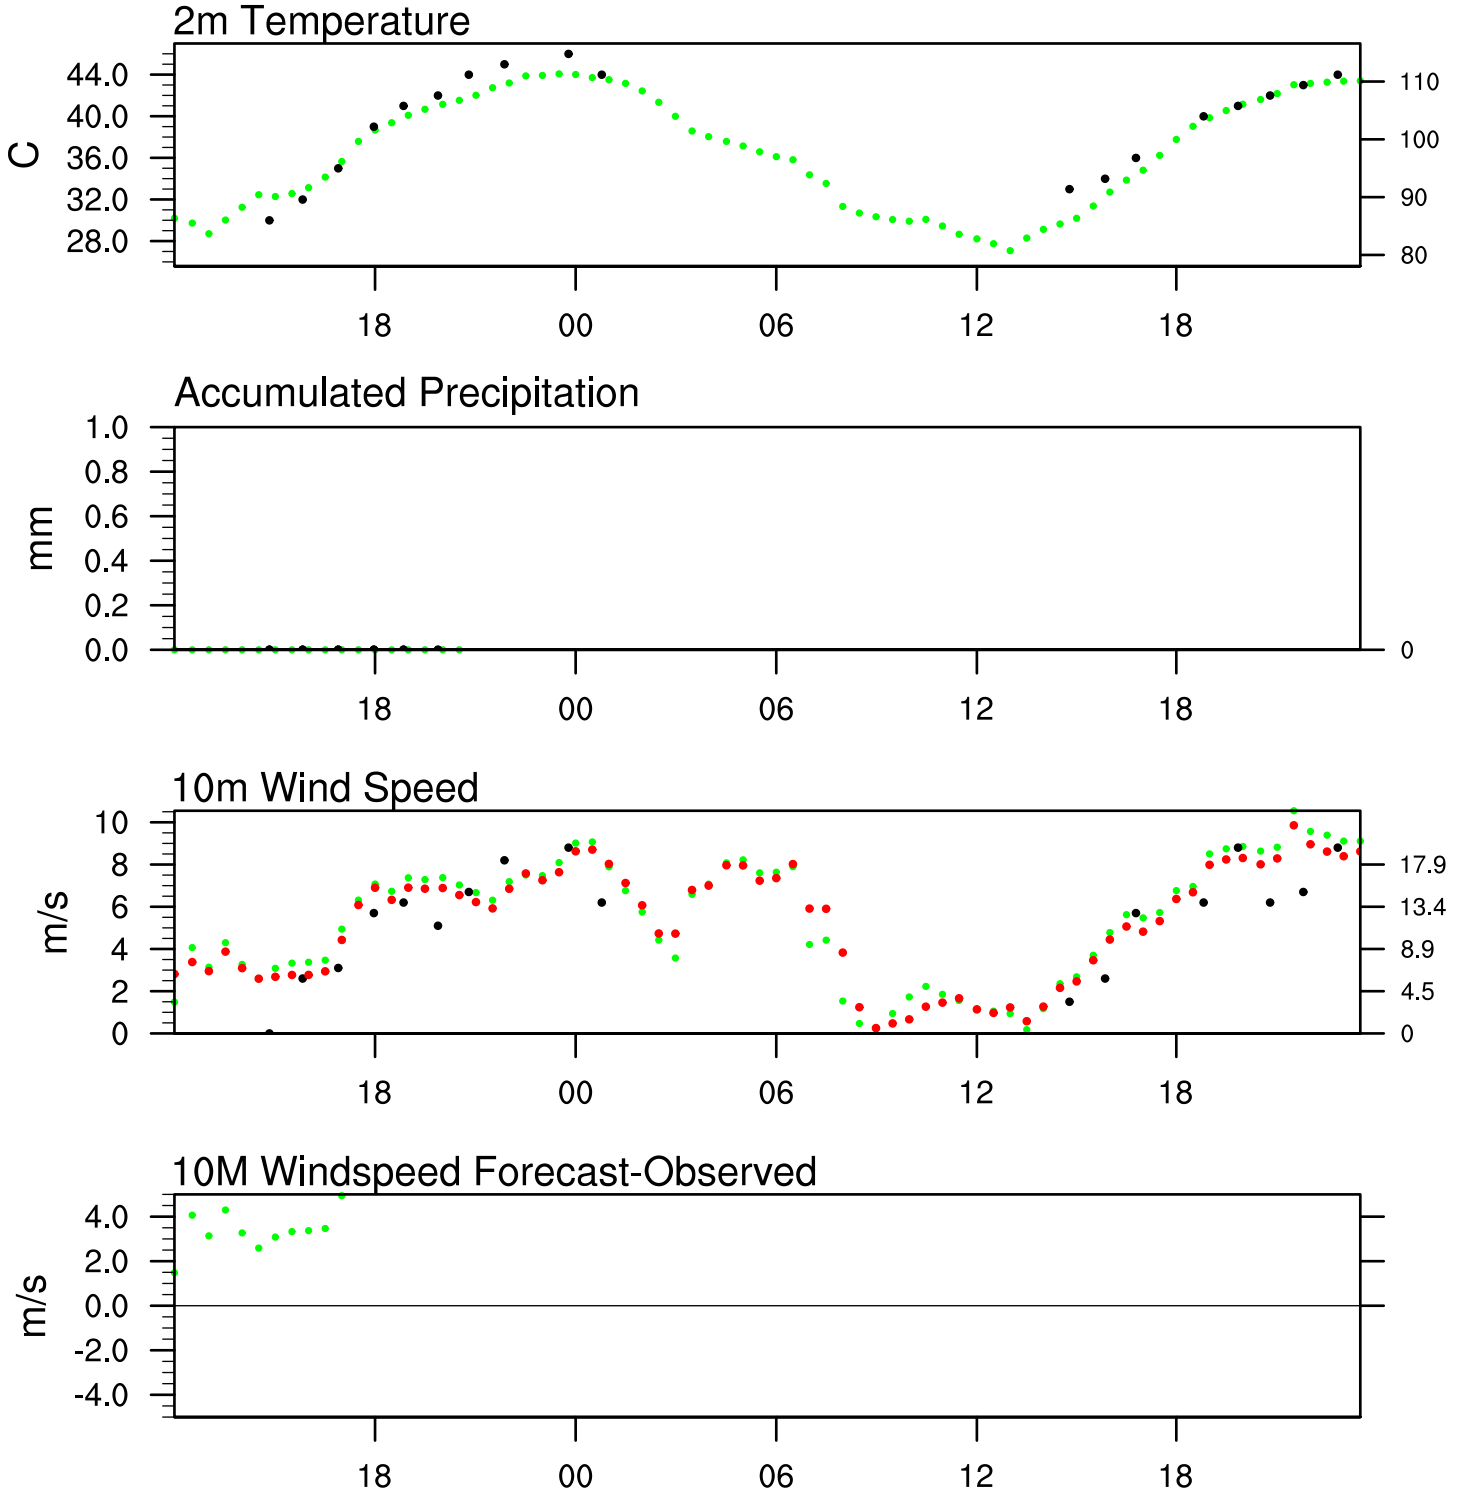 2m Temperature
44.0
40.0
36.0
32.0
28.0
C
110
100
90
80
18 00 06 12 18
Accumulated Precipitation
1.0
0.8
0.6
0.4
0.2
0.0
mm
0
18 00 06 12 18
10m Wind Speed
10
8
6
4
2
0
m/s
17.9
13.4
8.9
4.5
0
18 00 06 12 18
10M Windspeed Forecast-Observed
4.0
2.0
0.0
-2.0
-4.0
m/s
18 00 06 12 18